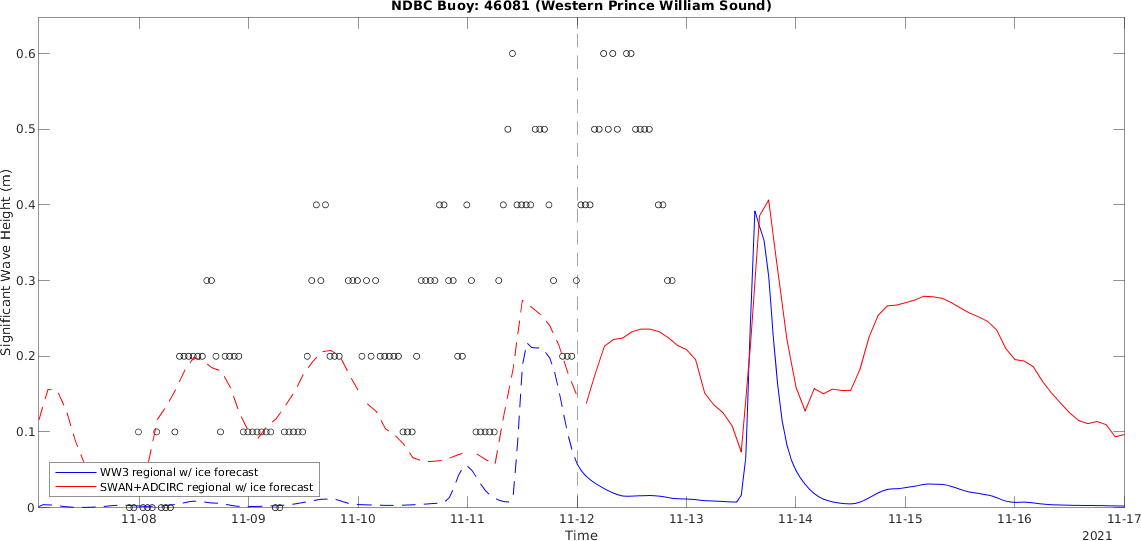 NDBC Buoy: 46081 (Western Prince William Sound)
Significant Wave Height (m)
0.6
0.5
0.4
0.3
0.2
0.1
0
WW3 regional w/ ice forecast
SWAN+ADCIRC regional w/ ice forecast
11-08 11-09 11-10 11-11 11-12 11-13 11-14 11-15 11-16 11-17
Time
2021